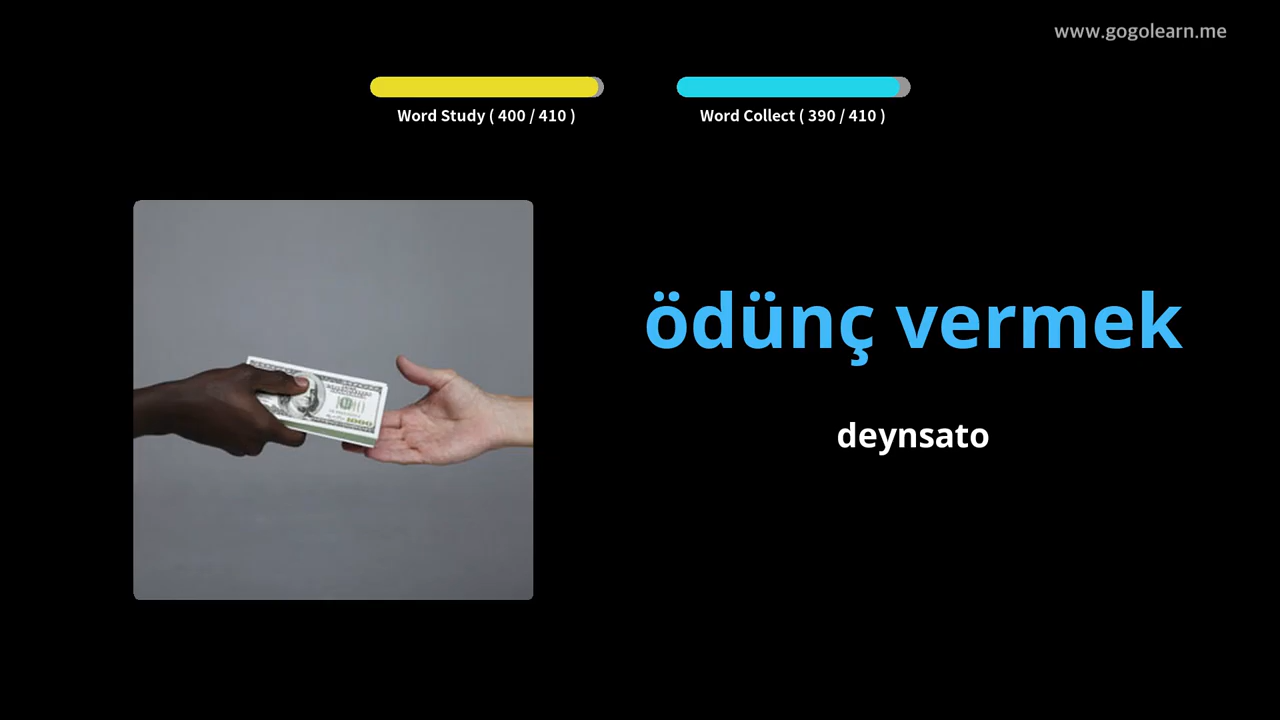 www.gogolearn.me
Word Study ( 400 / 410 )
Word Collect ( 390 / 410 )
ödünç vermek
deynsato